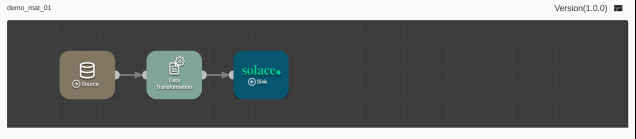 demo_mat_01
Version(1.0.0)
Source
Data
Transformation
solace
Sink